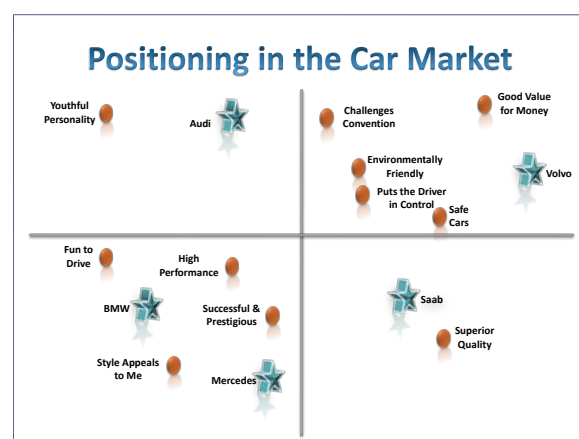 Positioning in the Car Market
Youthful
Personality
Audi
Challenges
Convention
Good Value
for Money
Environmentally
Friendly
Volvo
Puts the Driver
in Control
Safe
Cars
Fun to
Drive
High
Performance
BMW
Successful &
Prestigious
Saab
Superior
Quality
Style Appeals
to Me
Mercedes